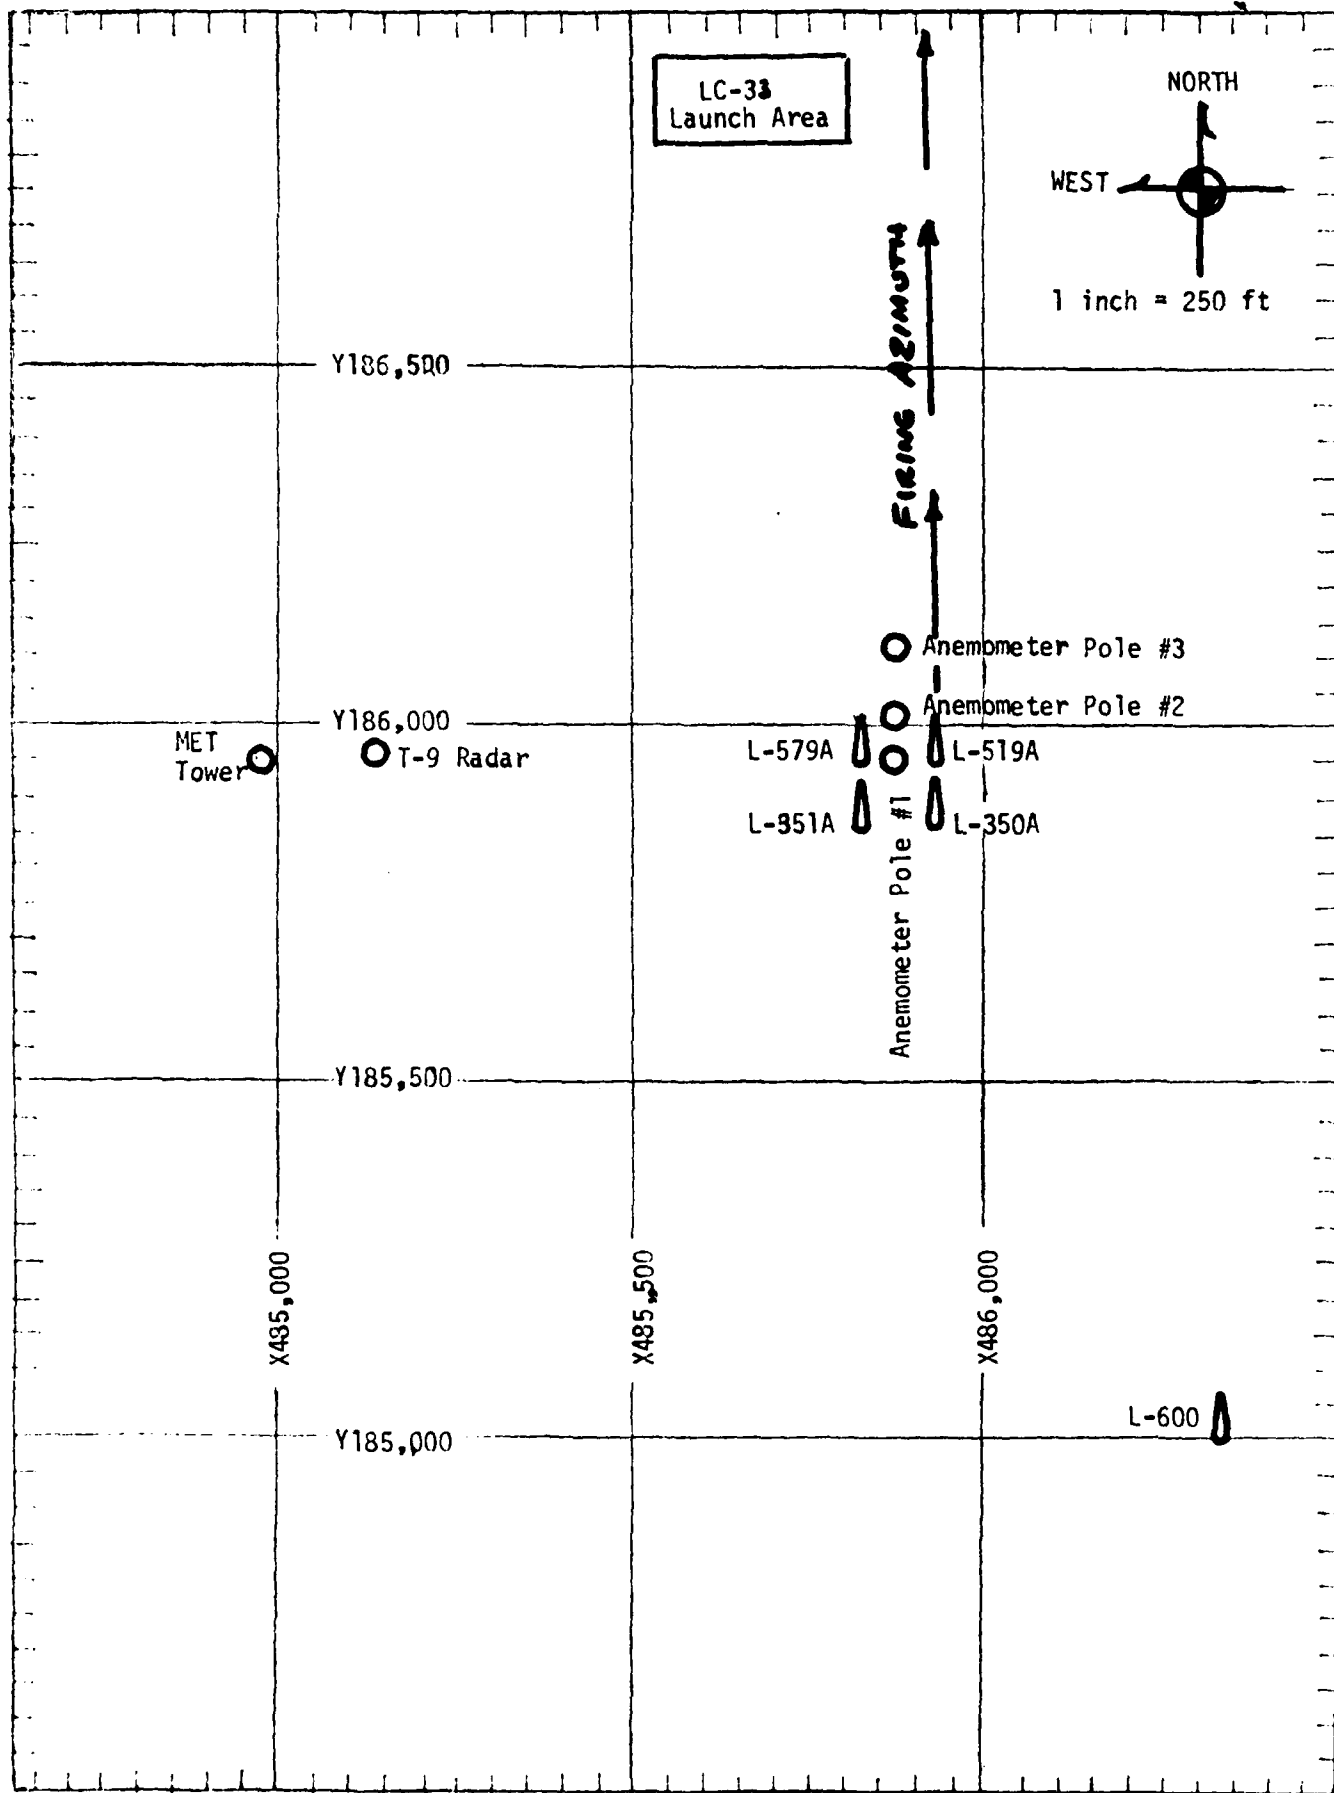 LC-33
Launch Area
NORTH
WEST
1 inch = 250 ft
FIRING AZIMUTH
Y186,500
Anemometer Pole #3
Anemometer Pole #2
Y186,000
MET
Tower
T-9 Radar
L-579A
L-519A
L-351A
L-350A
Anemometer Pole #1
Y185,500
X485,000
X485,500
X486,000
L-600
Y185,000